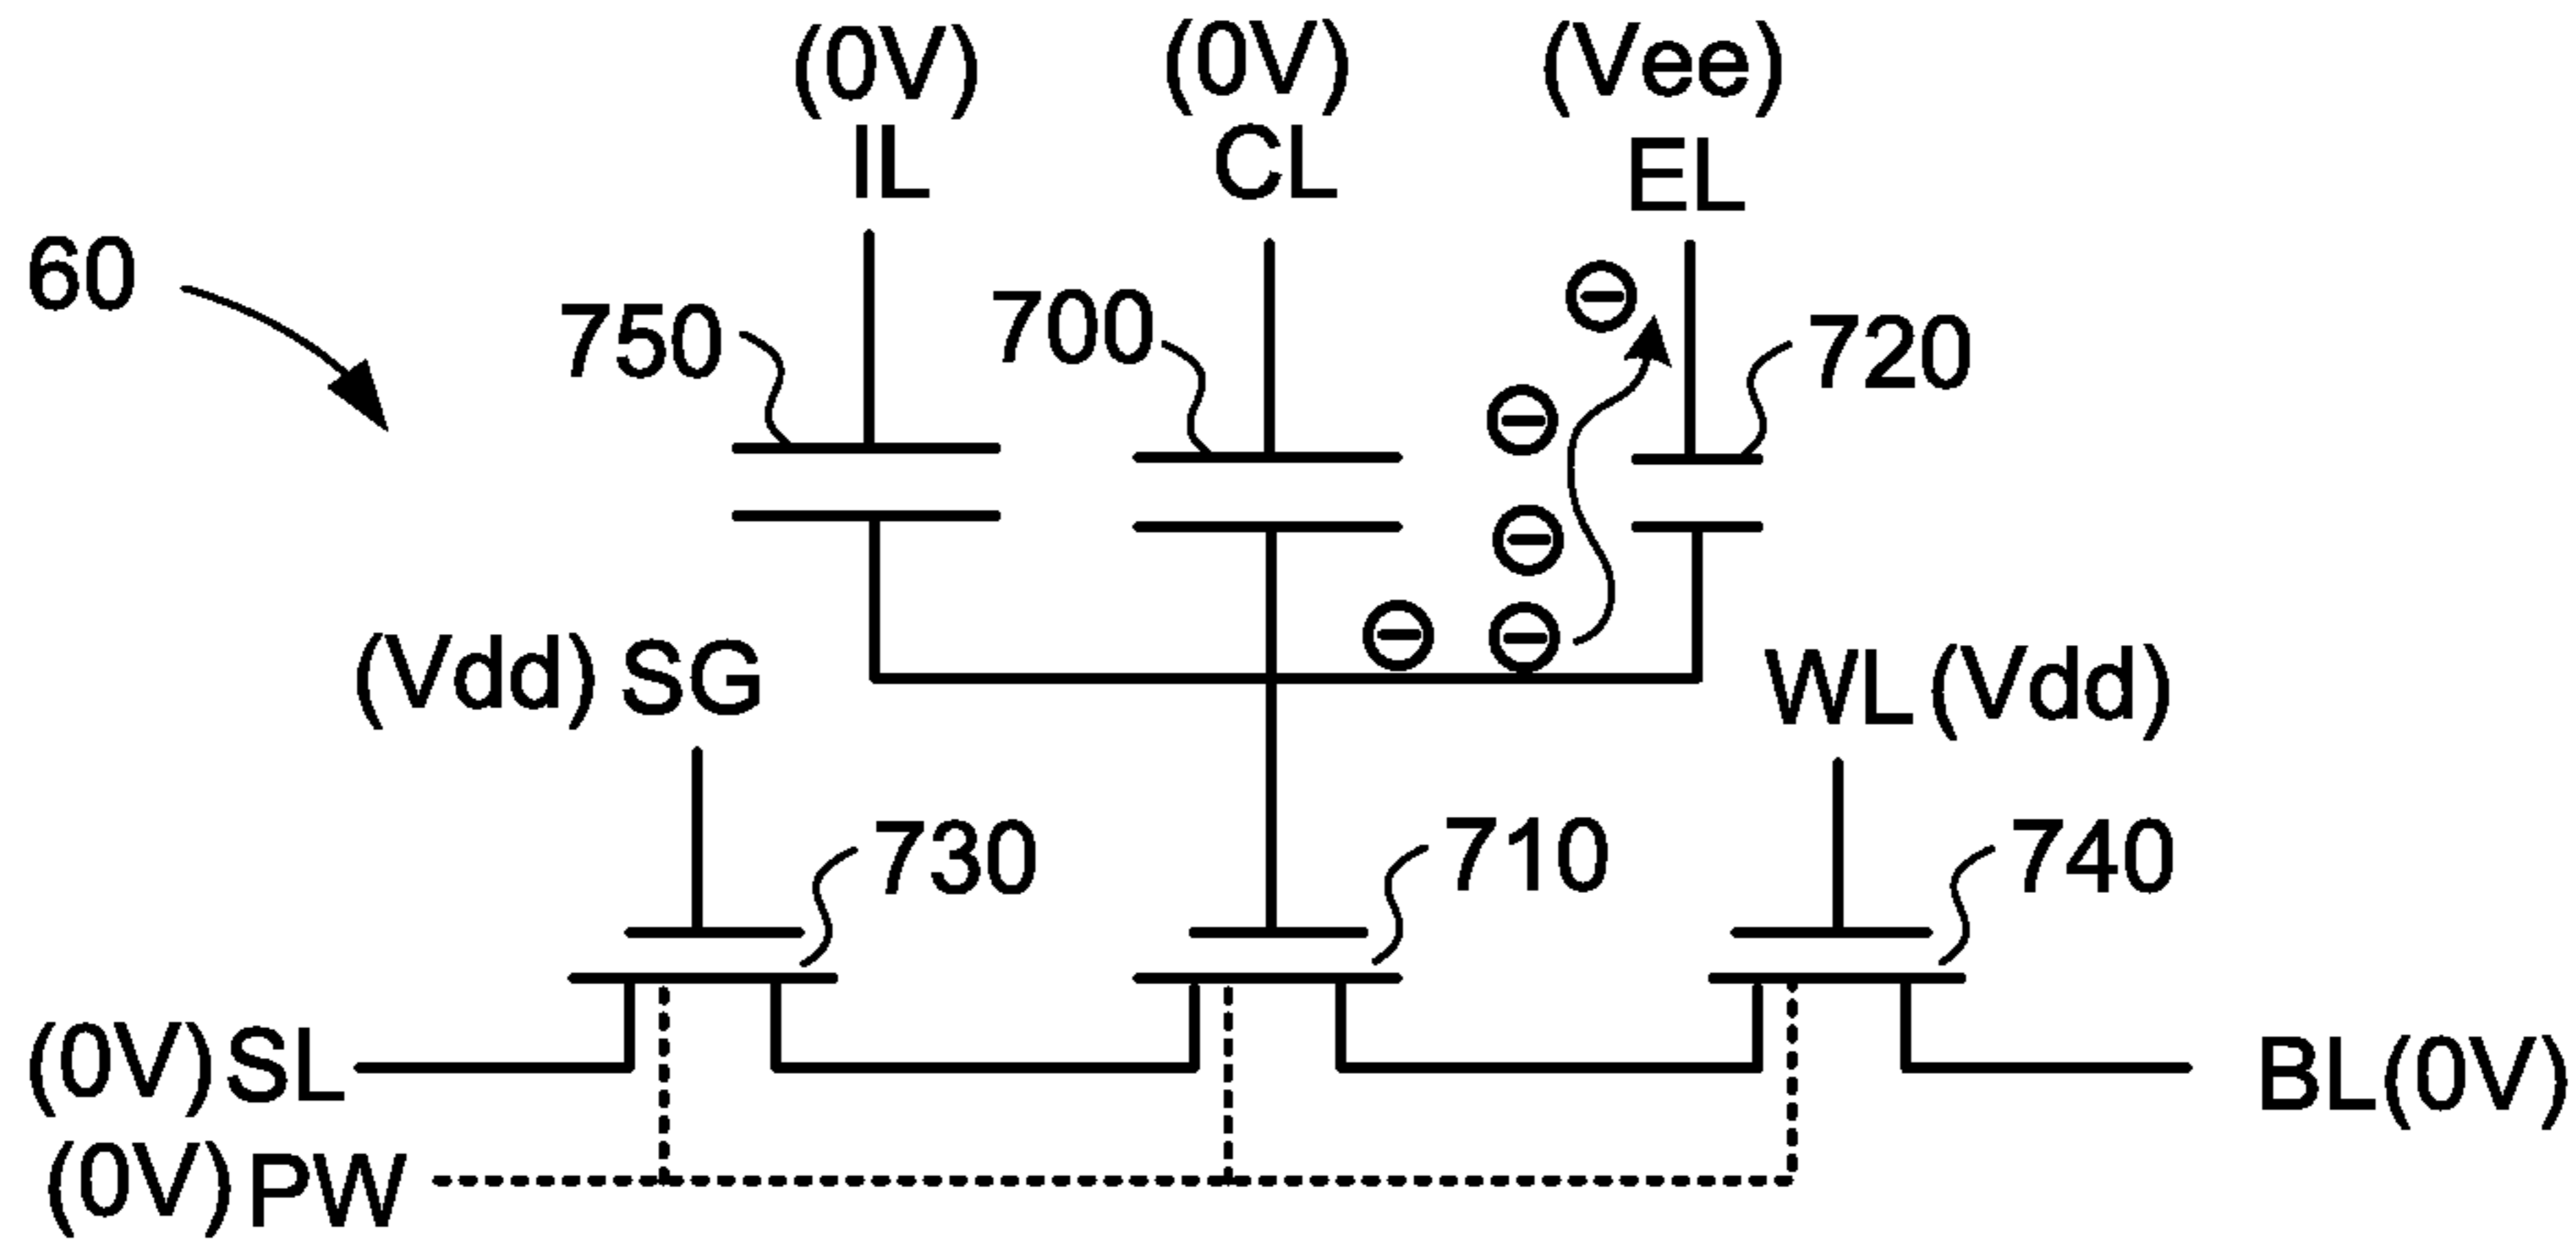 (0V) (0V) (Vee)
IL CL EL
60
750 700 720
(Vdd) SG WL (Vdd)
730 710 740
(0V) SL BL (0V)
(0V) PW